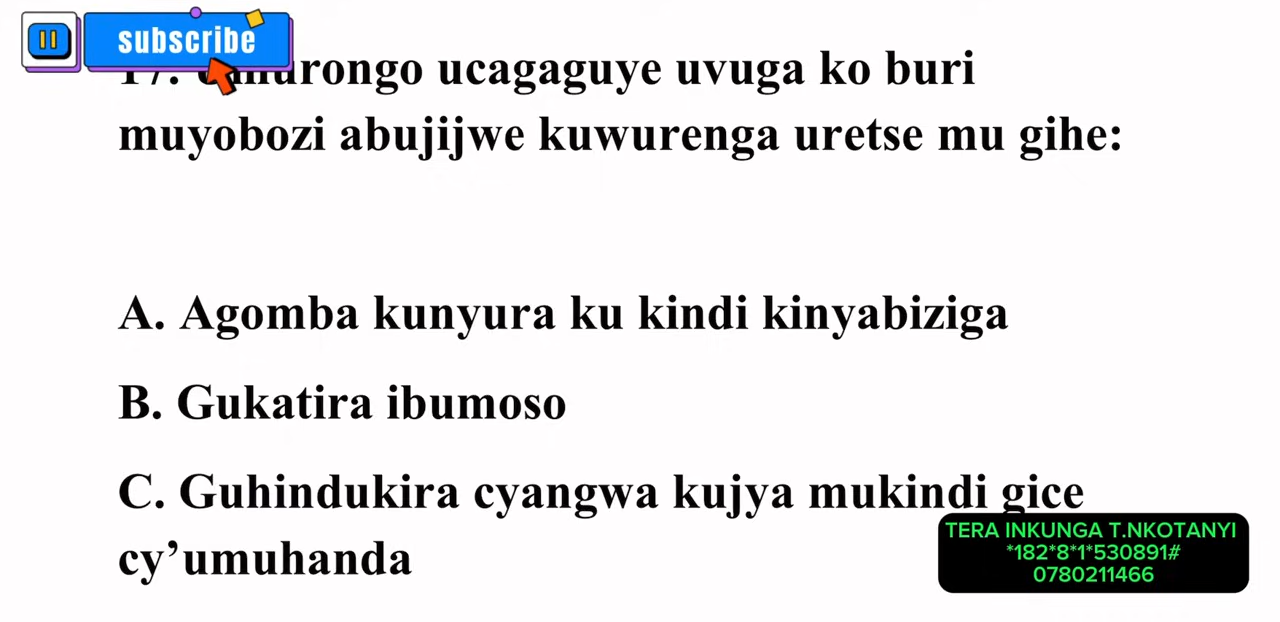 subscribe
ucagaguye uvuga ko buri
muyobozi abujijwe kuwurenga uretse mu gihe:
A. Agomba kunyura ku kindi kinyabiziga
B. Gukatira ibumoso
C. Guhindukira cyangwa kujya mukindi gice
cy’umuhanda
TERA INKUNGA T.NKOTANYI
*182*8*1*530891#
0780211466